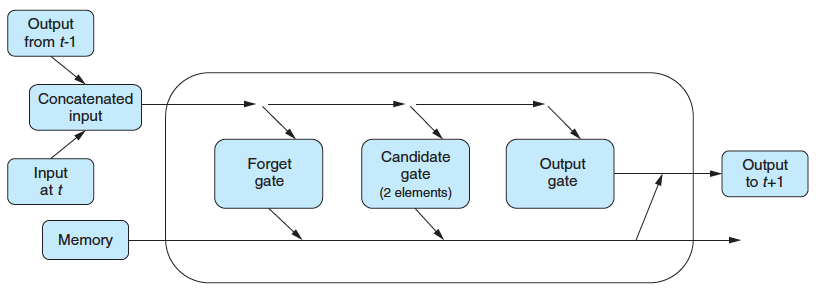 Output
from t-1
Concatenated
input
Input
at t
Memory
Forget
gate
Candidate
gate
(2 elements)
Output
gate
Output
to t+1